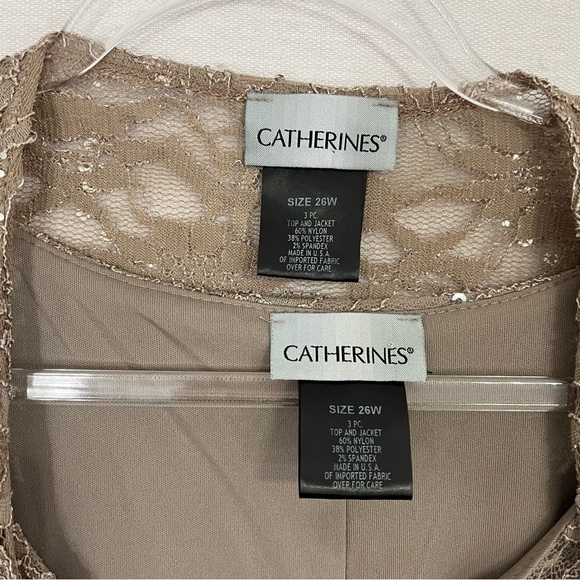 CATHERINES®
SIZE 26W
3 PC.
TOP AND JACKET
60% NYLON
38% POLYESTER
2% SPANDEX
MADE IN U.S.A.
OF IMPORTED FABRIC
OVER FOR CARE
CATHERINES®
SIZE 26W
3 PC.
TOP AND JACKET
60% NYLON
38% POLYESTER
2% SPANDEX
MADE IN U.S.A.
OF IMPORTED FABRIC
OVER FOR CARE